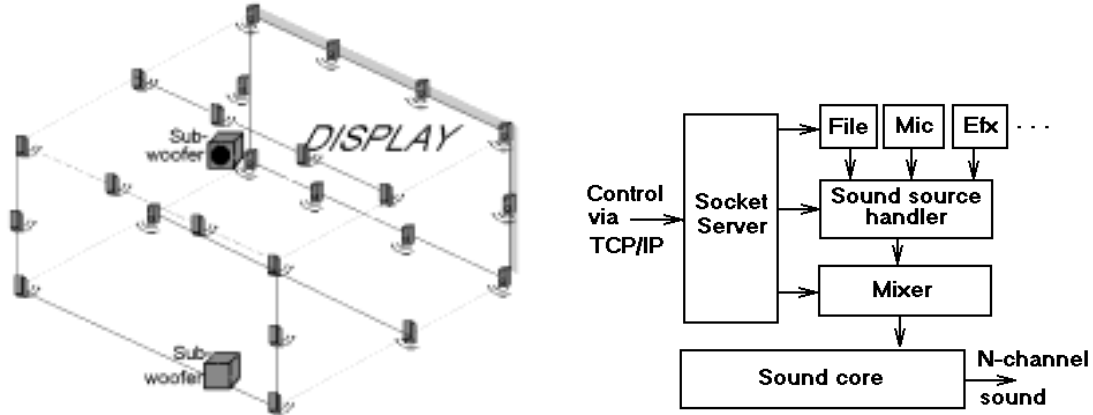 Sub-
woofer
DISPLAY
Sub-
woofer
File
Mic
Efx
. . .
Control
via
TCP/IP
Socket
Server
Sound source
handler
Mixer
Sound core
N-channel
sound